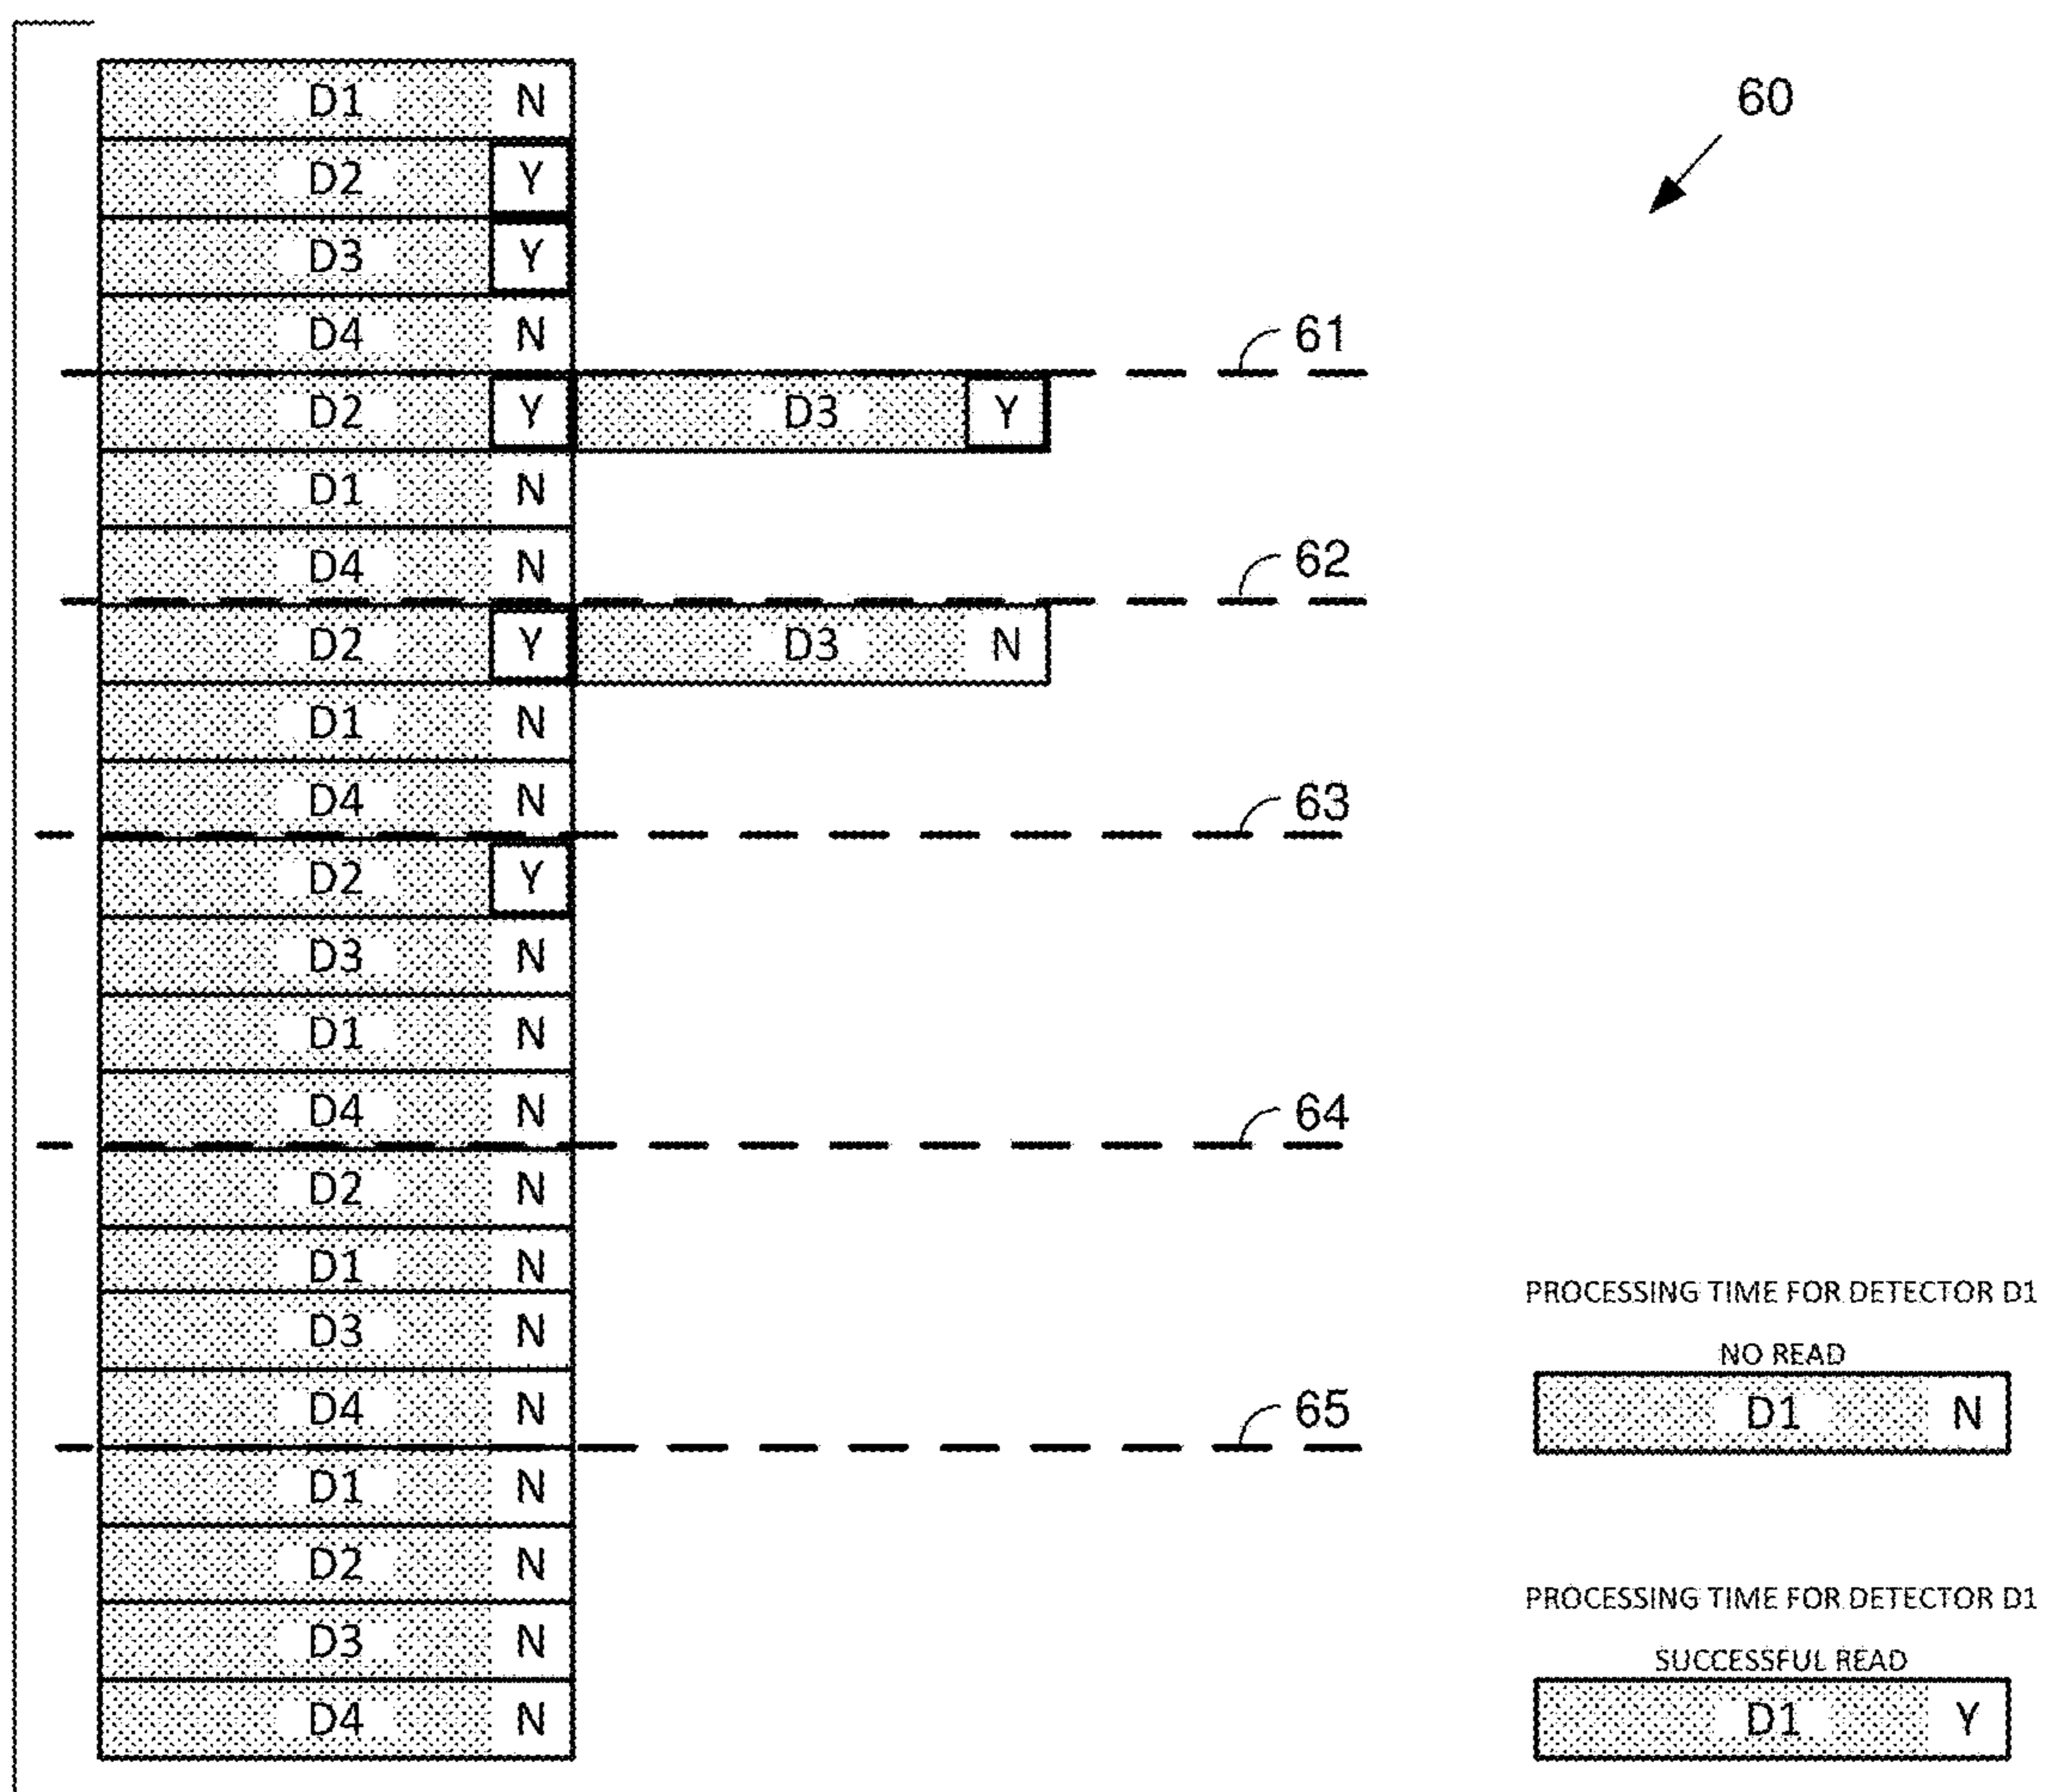 60
D1 N
D2 Y
D3 Y
D4 N
61
D2 Y D3 Y
D1 N
D4 N
62
D2 Y D3 N
D1 N
D4 N
63
D2 Y
D3 N
D1 N
D4 N
64
D2 N
D1 N
D3 N
D4 N
65
D1 N
D2 N
D3 N
D4 N
PROCESSING TIME FOR DETECTOR D1
NO READ
D1 N
PROCESSING TIME FOR DETECTOR D1
SUCCESSFUL READ
D1 Y